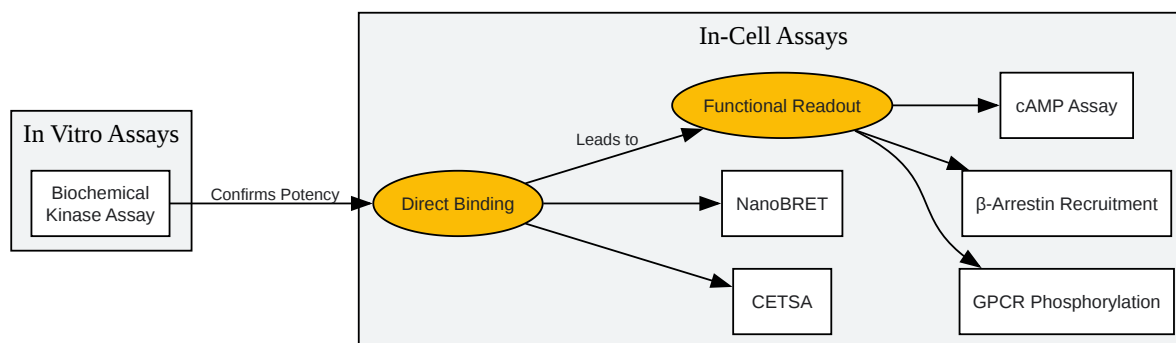 In-Cell Assays
In Vitro Assays
Biochemical
Kinase Assay
Confirms Potency
Direct Binding
Leads to
Functional Readout
NanoBRET
CETSA
cAMP Assay
β-Arrestin Recruitment
GPCR Phosphorylation